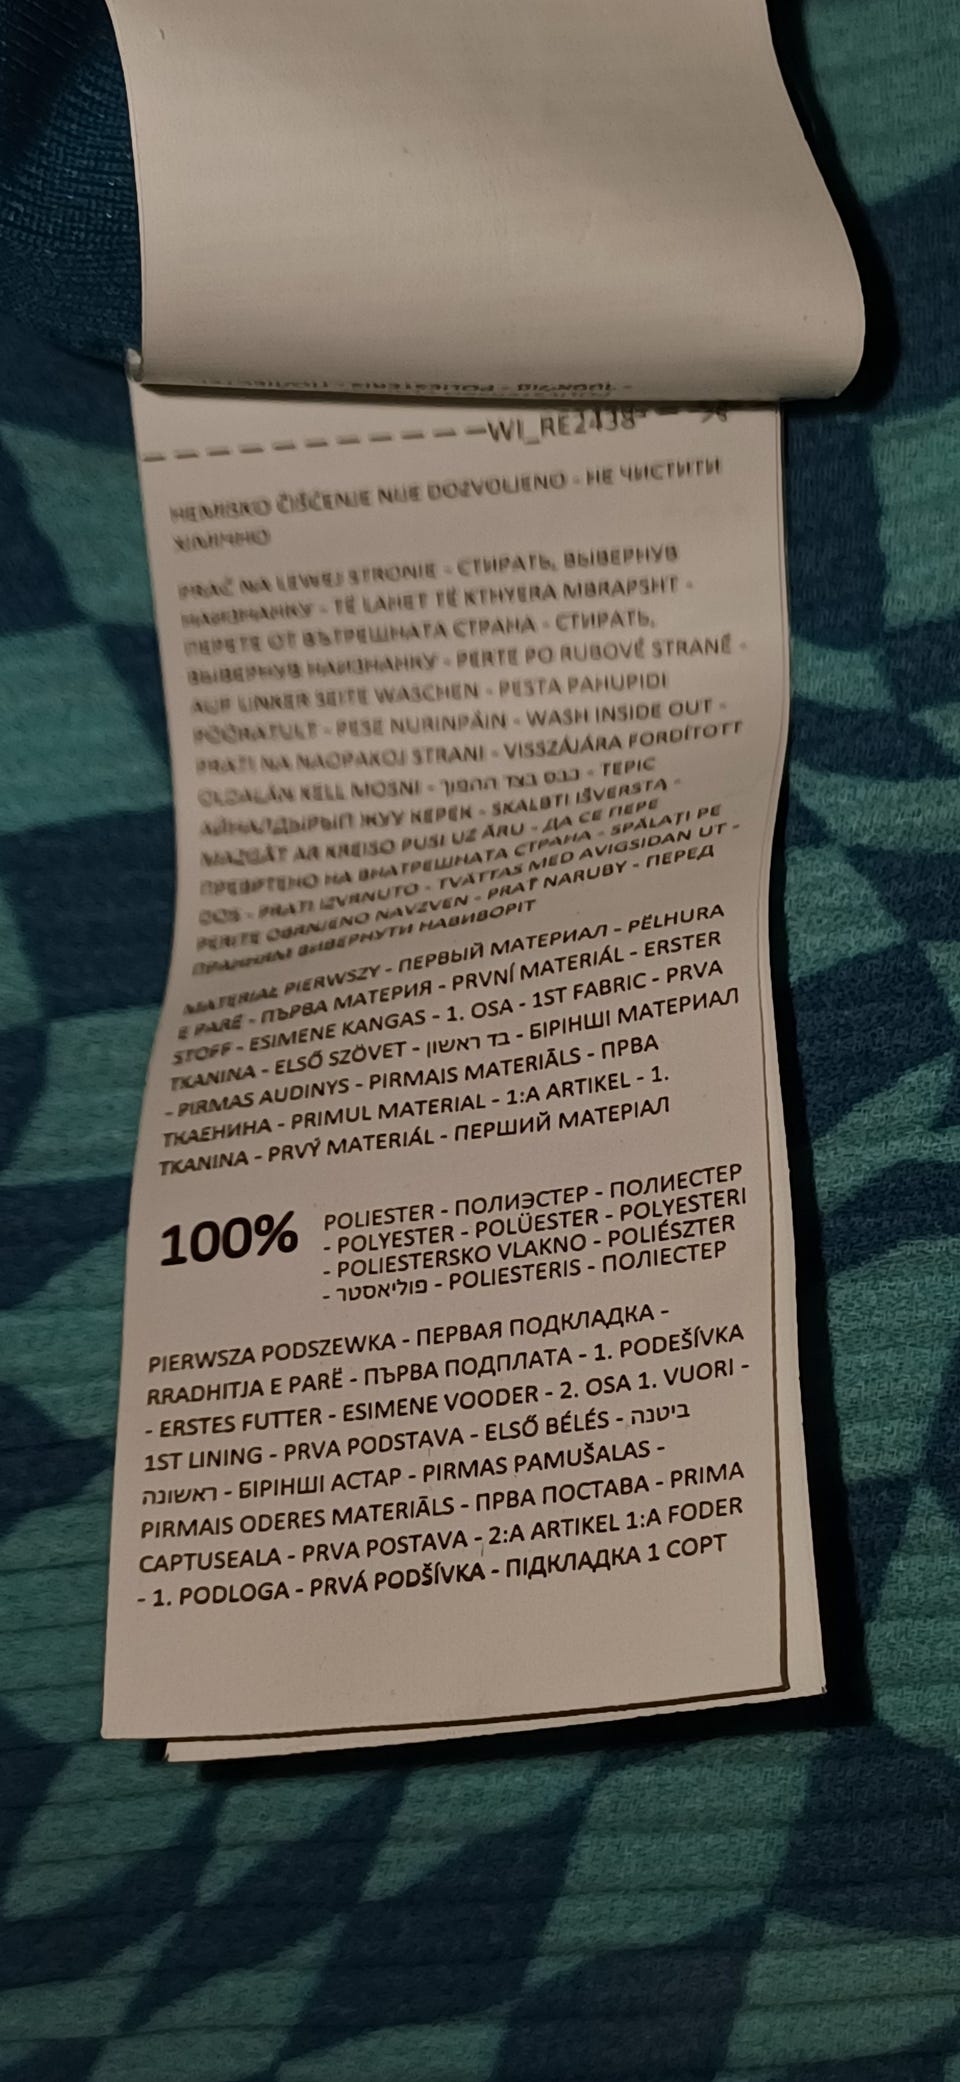 WI_RE2438
HEMIJSKO ČIŠĆENJE NIJE DOZVOLJENO - НЕ ЧИСТИТИ
ХІМІЧНО
PRAĆ NA LEWEJ STRONIE - СТИРАТЬ, ВЫВЕРНУВ
НАИЗНАНКУ - TË LAHET TË KTHYERA MBRAPSHT -
ПЕРЕТЕ ОТ ВЪТРЕШНАТА СТРАНА - СТИРАТЬ,
ВЫВЕРНУВ НАИЗНАНКУ - PERTE PO RUBOVÉ STRANĚ -
AUF LINKER SEITE WASCHEN - PESTA PAHUPIDI
PÖÖRATULT - PESE NURINPÄIN - WASH INSIDE OUT -
PRATI NA NAOPAKOJ STRANI - VISSZÁJÁRA FORDÍTOTT
OLDALÁN KELL MOSNI - כבס בצד ההפוך - ТЕРІС
АЙНАЛДЫРЫП ЖУУ КЕРЕК - SKALBTI IŠVERSTA -
MAZGĀT AR KREISO PUSI UZ ĀRU - ДА СЕ ПЕРЕ
ПРЕВРТЕНО НА ВНАТРЕШНАТА СТРАНА - SPĂLAȚI PE
DOS - PRATI IZVRNUTO - TVÄTTAS MED AVIGSIDAN UT -
PERITE OBRNJENO NAVZVEN - PRAŤ NARUBY - ПЕРЕД
ПРАННЯМ ВИВЕРНУТИ НАВИВОРІТ
MATERIAŁ PIERWSZY - ПЕРВЫЙ МАТЕРИАЛ - PËLHURA
E PARË - ПЪРВА МАТЕРИЯ - PRVNÍ MATERIÁL - ERSTER
STOFF - ESIMENE KANGAS - 1. OSA - 1ST FABRIC - PRVA
TKANINA - ELSŐ SZÖVET - בד ראשון - БІРІНШІ МАТЕРИАЛ
- PIRMAS AUDINYS - PIRMAIS MATERIĀLS - ПРВА
ТКАЕНИНА - PRIMUL MATERIAL - 1:A ARTIKEL - 1.
TKANINA - PRVÝ MATERIÁL - ПЕРШИЙ МАТЕРІАЛ
100% POLIESTER - ПОЛИЭСТЕР - ПОЛИЕСТЕР
- POLYESTER - POLÜESTER - POLYESTERI
- POLIESTERSKO VLAKNO - POLIÉSZTER
- פוליאסטר - POLIESTERIS - ПОЛІЕСТЕР
PIERWSZA PODSZEWKA - ПЕРВАЯ ПОДКЛАДКА -
RRADHITJA E PARË - ПЪРВА ПОДПЛАТА - 1. PODEŠÍVKA
- ERSTES FUTTER - ESIMENE VOODER - 2. OSA 1. VUORI -
1ST LINING - PRVA PODSTAVA - ELSŐ BÉLÉS - ביטנה
ראשונה - БІРІНШІ АСТАР - PIRMAS PAMUŠALAS -
PIRMAIS ODERES MATERIĀLS - ПРВА ПОСТАВА - PRIMA
CAPTUSEALA - PRVA POSTAVA - 2:A ARTIKEL 1:A FODER
- 1. PODLOGA - PRVÁ PODŠÍVKA - ПІДКЛАДКА 1 СОРТ